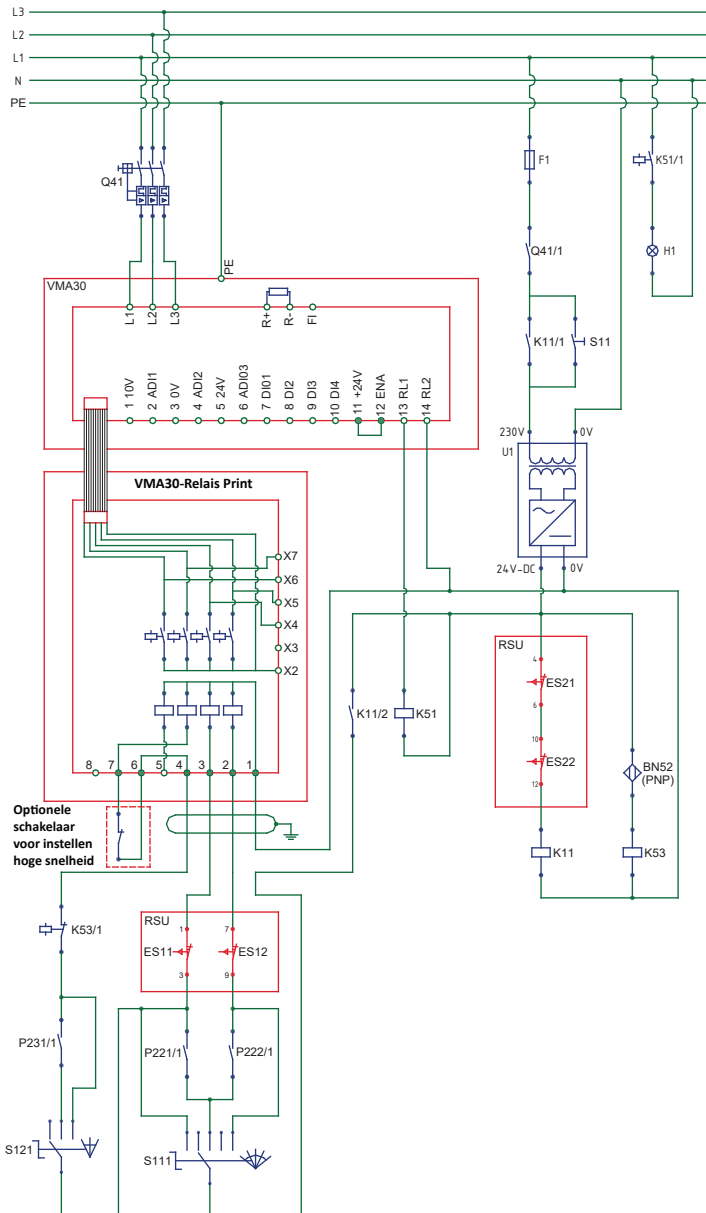 L3
L2
L1
N
PE
Q41
F1
K51/1
Q41/1
H1
PE
VMA30
L1
L2
L3
R+
R-
FI
K11/1
S11
1 10V
2 ADI1
3 0V
4 ADI2
5 24V
6 ADI03
7 DI01
8 DI2
9 DI3
10 DI4
11 +24V
12 ENA
13 RL1
14 RL2
230V
0V
U1
VMA30-Relais Print
X7
X6
X5
X4
X3
X2
24V-DC
0V
RSU
4
ES21
6
10
ES22
12
K11/2
K51
BN52
(PNP)
8
7
6
5
4
3
2
1
Optionele
schakelaar
voor instellen
hoge snelheid
K11
K53
K53/1
RSU
1
7
ES11
ES12
3
9
P231/1
P221/1
P222/1
S121
S111